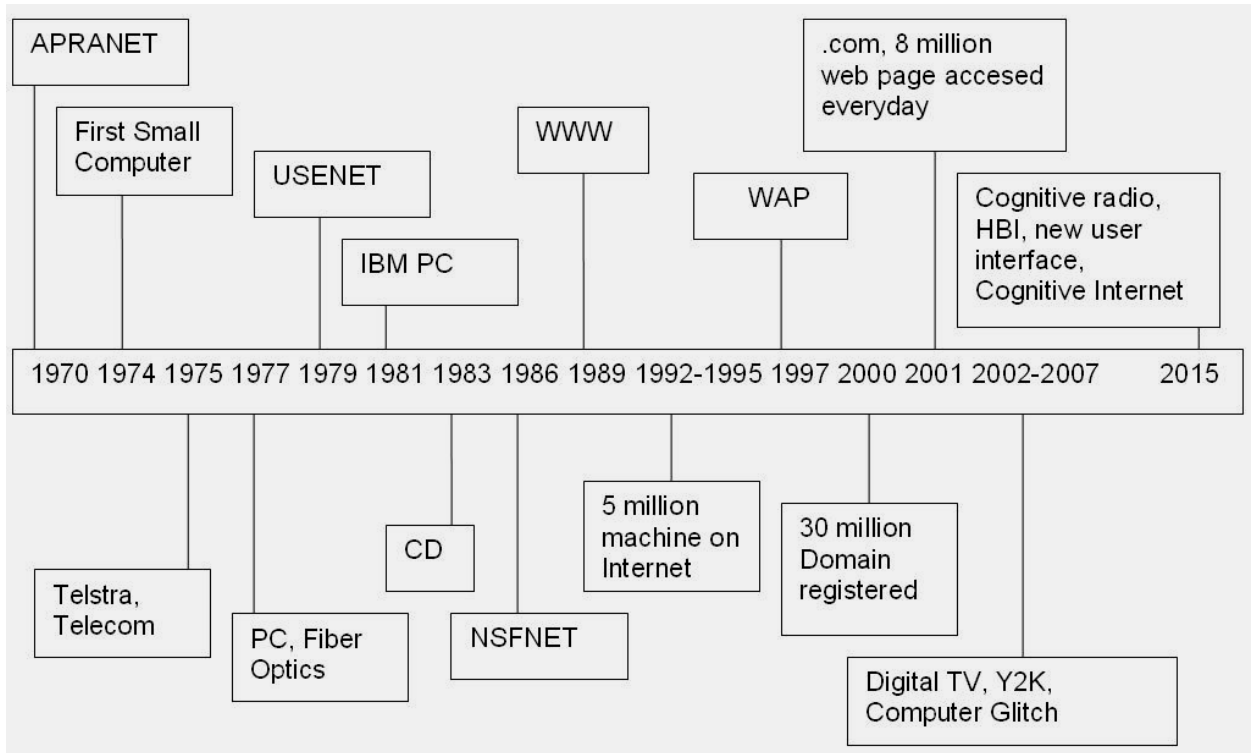 APRANET
First Small
Computer
USENET
IBM PC
WWW
WAP
.com, 8 million
web page accesed
everyday
Cognitive radio,
HBI, new user
interface,
Cognitive Internet
1970 1974 1975 1977 1979 1981 1983 1986 1989 1992-1995 1997 2000 2001 2002-2007 2015
Telstra,
Telecom
PC, Fiber
Optics
CD
NSFNET
5 million
machine on
Internet
30 million
Domain
registered
Digital TV, Y2K,
Computer Glitch